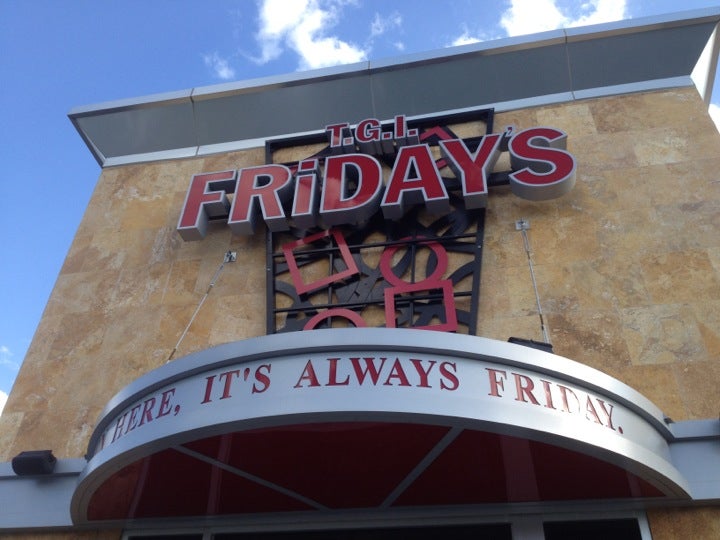 T.G.I.
FRiDAY'S
HERE, IT'S ALWAYS FRIDAY.